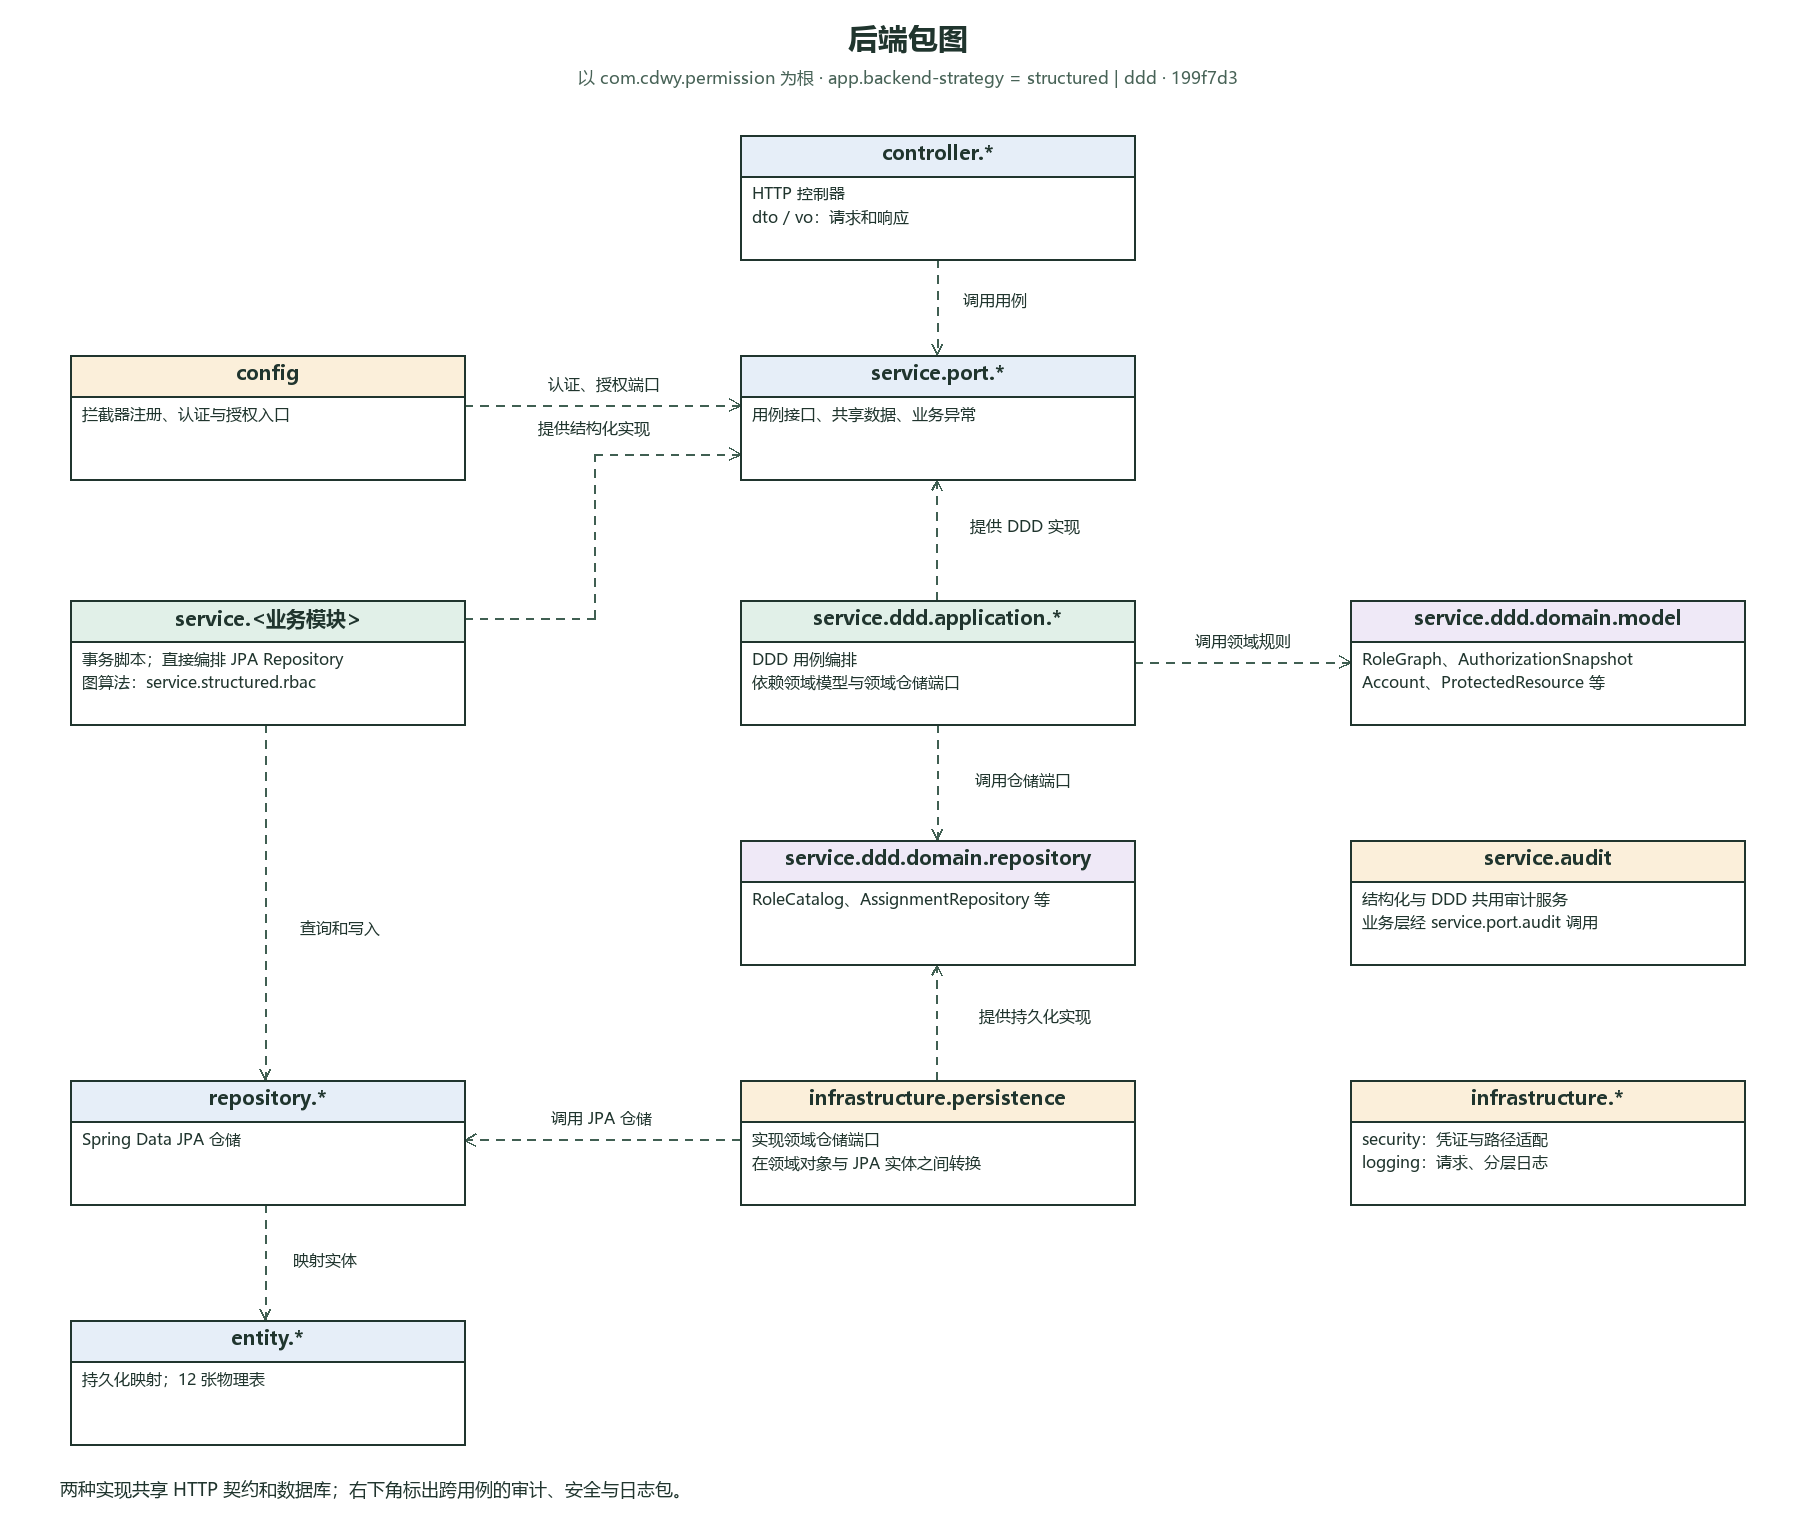 后端包图
以 com.cdwy.permission 为根 · app.backend-strategy = structured | ddd · 199f7d3
controller.*
HTTP 控制器
dto / vo：请求和响应
调用用例
config
拦截器注册、认证与授权入口
认证、授权端口
提供结构化实现
service.port.*
用例接口、共享数据、业务异常
提供 DDD 实现
service.<业务模块>
事务脚本；直接编排 JPA Repository
图算法：service.structured.rbac
service.ddd.application.*
DDD 用例编排
依赖领域模型与领域仓储端口
调用领域规则
service.ddd.domain.model
RoleGraph、AuthorizationSnapshot
Account、ProtectedResource 等
调用仓储端口
service.ddd.domain.repository
RoleCatalog、AssignmentRepository 等
service.audit
结构化与 DDD 共用审计服务
业务层经 service.port.audit 调用
查询和写入
提供持久化实现
repository.*
Spring Data JPA 仓储
调用 JPA 仓储
infrastructure.persistence
实现领域仓储端口
在领域对象与 JPA 实体之间转换
infrastructure.*
security：凭证与路径适配
logging：请求、分层日志
映射实体
entity.*
持久化映射；12 张物理表
两种实现共享 HTTP 契约和数据库；右下角标出跨用例的审计、安全与日志包。